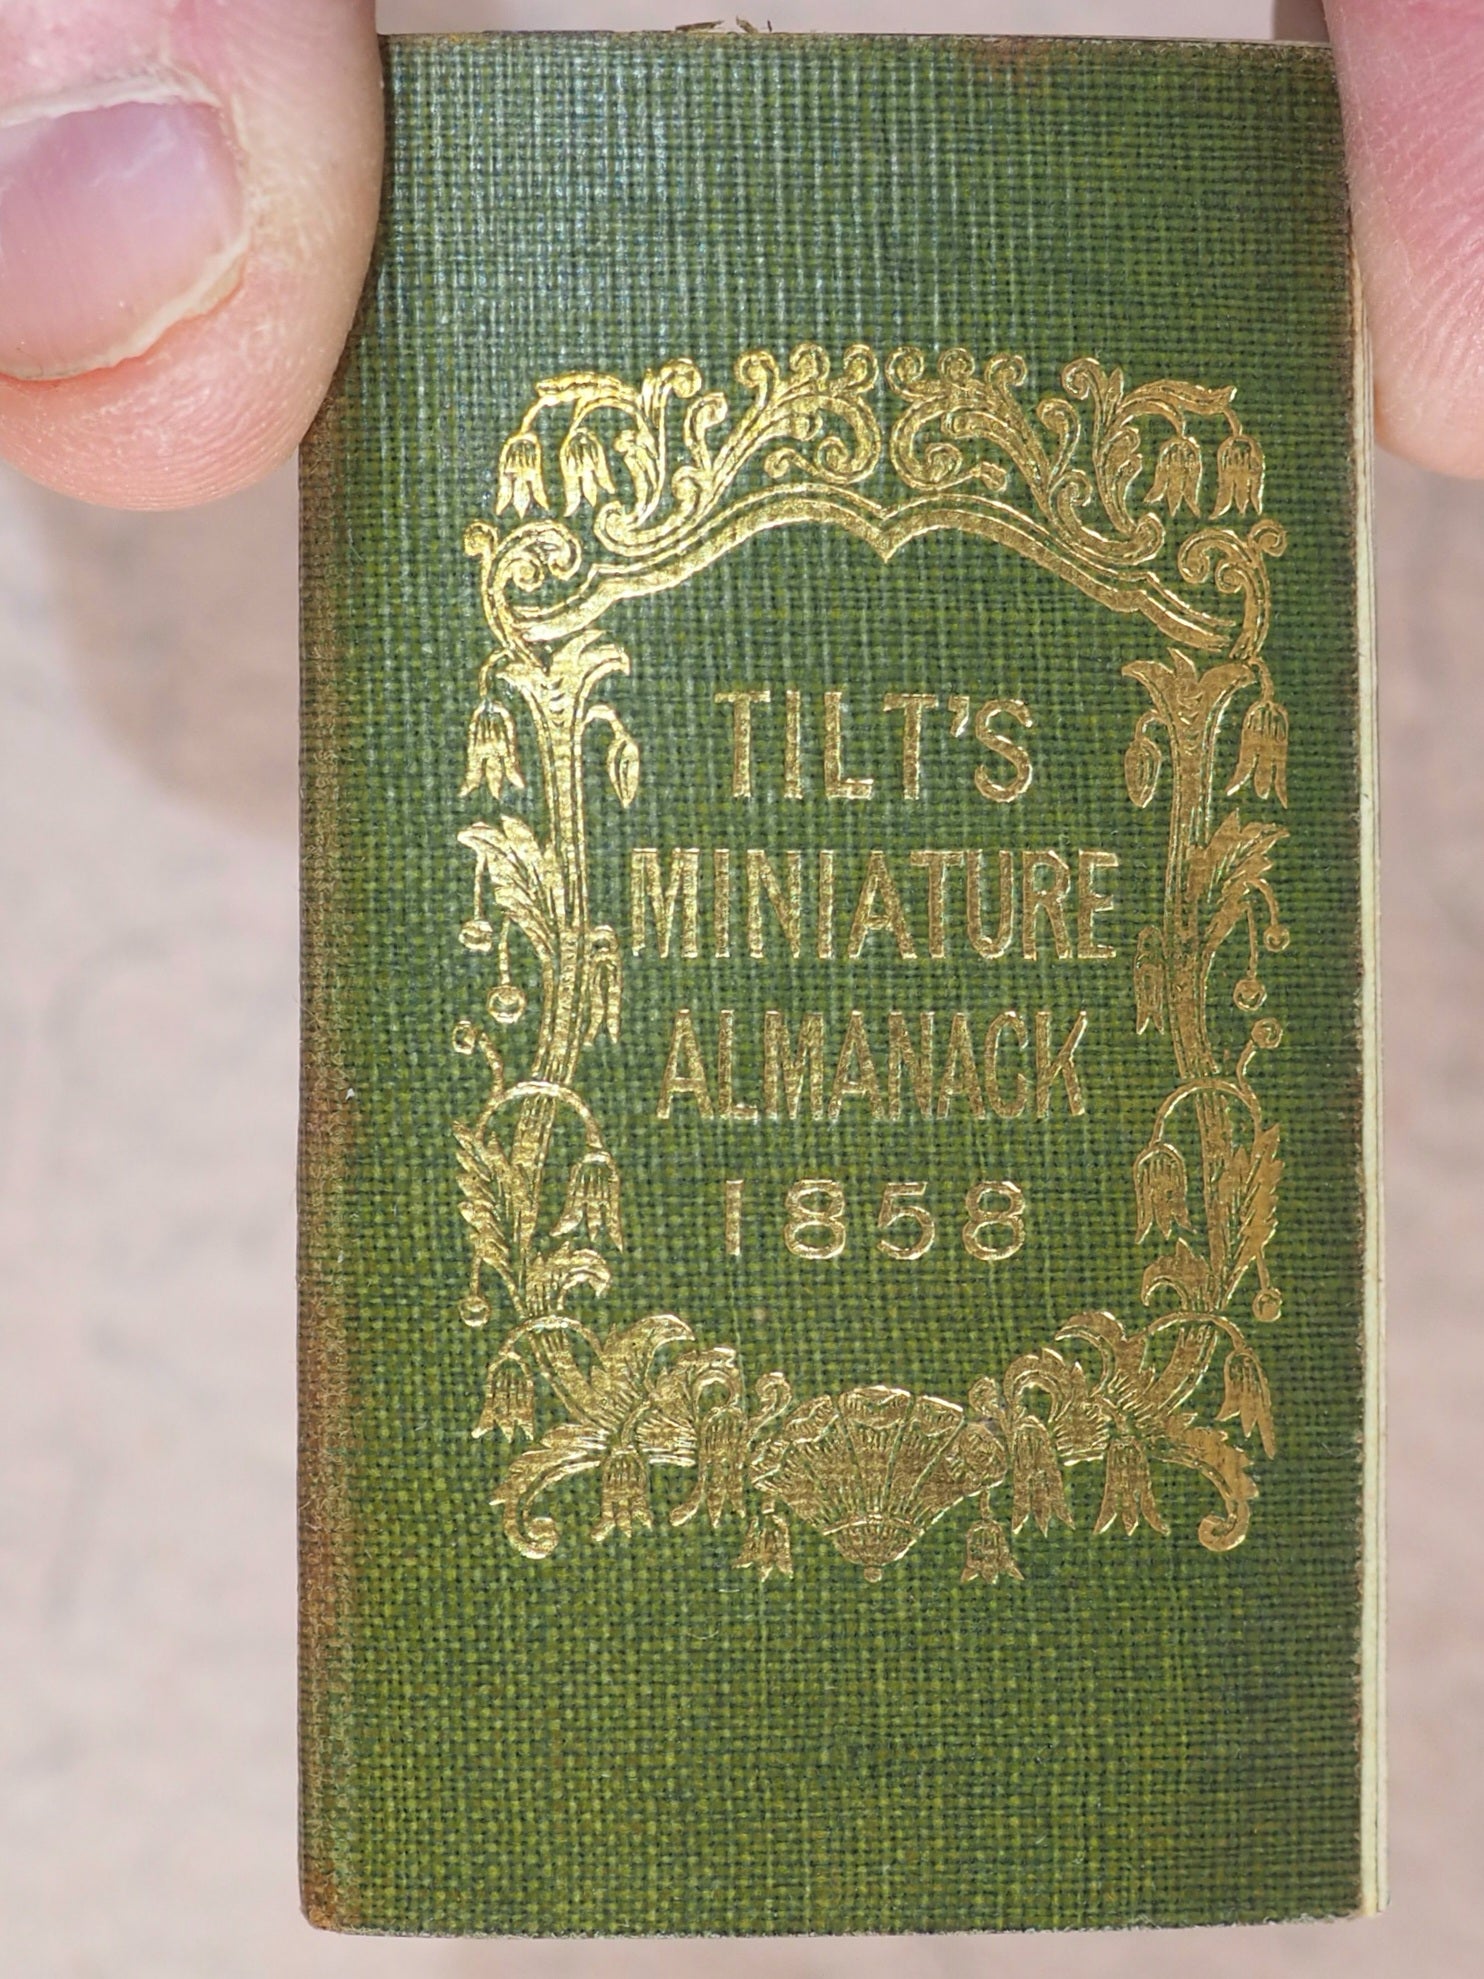 TILT'S
MINIATURE
ALMANACK
1858